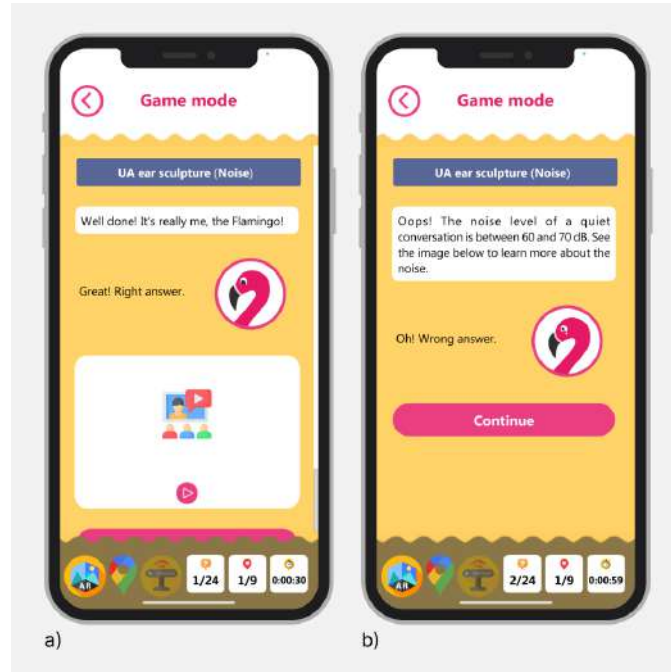 Game mode
UA ear sculpture (Noise)
Well done! It's really me, the Flamingo!
Great! Right answer.
AR
1/24
1/9
0:00:30
a)
Game mode
UA ear sculpture (Noise)
Oops! The noise level of a quiet
conversation is between 60 and 70 dB. See
the image below to learn more about the
noise.
Oh! Wrong answer.
Continue
AR
2/24
1/9
0:00:59
b)